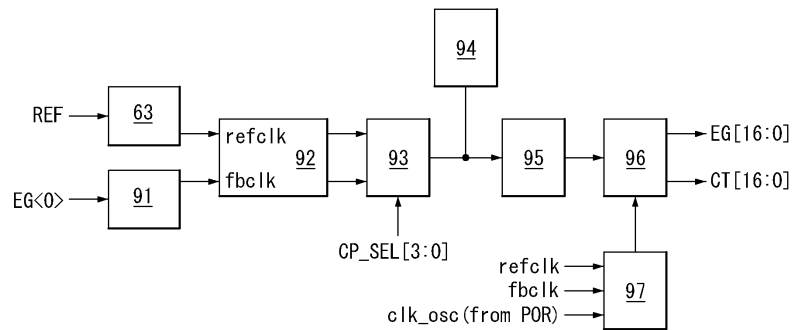 94
REF
63
refclk
92
93
95
96
EG[16:0]
CT[16:0]
EG<0>
91
fbclk
CP_SEL[3:0]
refclk
fbclk
clk_osc(from POR)
97